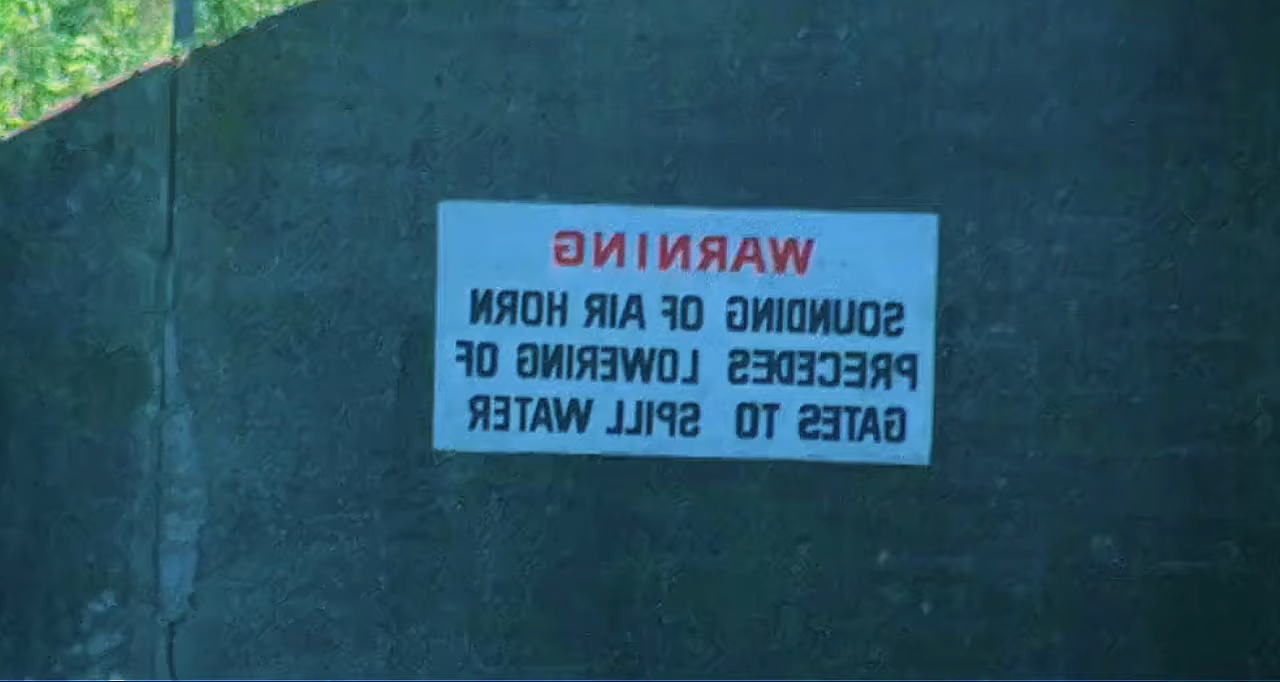 WARNING
SOUNDING OF AIR HORN
PRECEDES LOWERING OF
GATES TO SPILL WATER